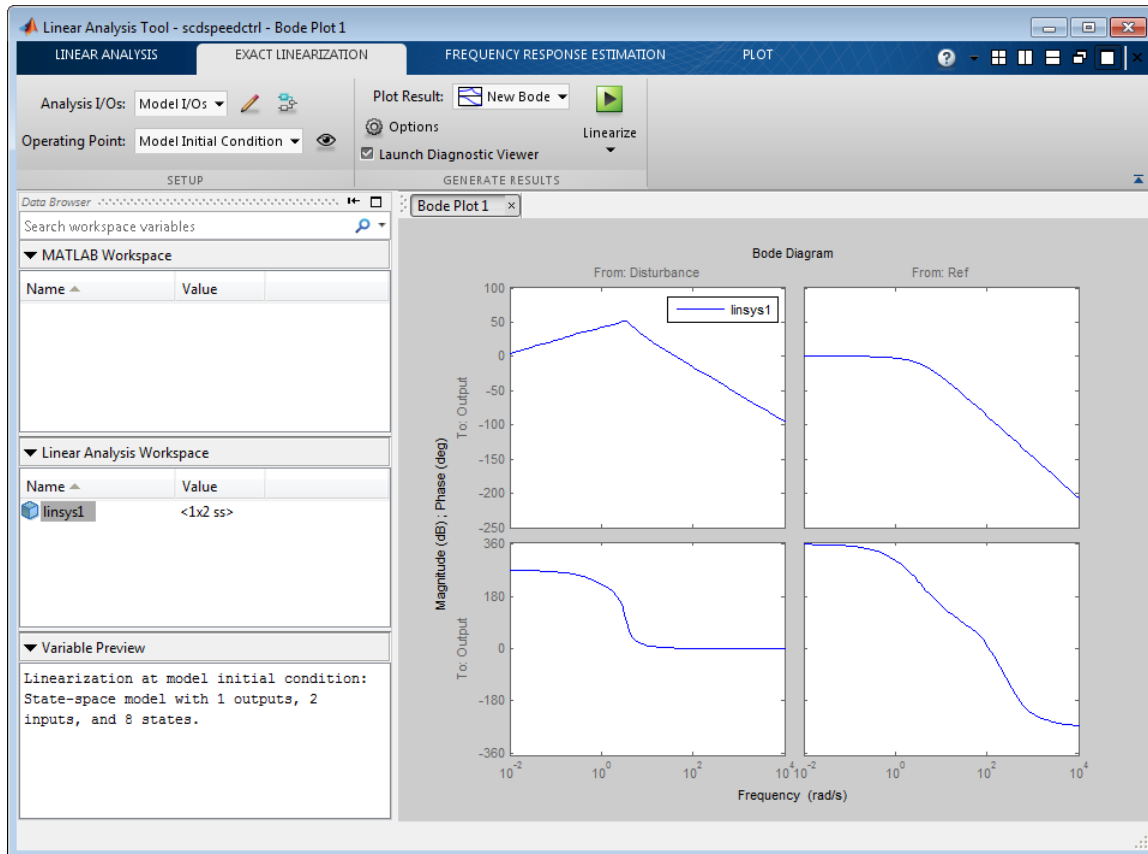 Linear Analysis Tool - scdspeedctrl - Bode Plot 1
LINEAR ANALYSIS EXACT LINEARIZATION FREQUENCY RESPONSE ESTIMATION PLOT
Analysis I/Os: Model I/Os
Operating Point: Model Initial Condition
SETUP
Plot Result: New Bode
Options
Launch Diagnostic Viewer
Linearize
GENERATE RESULTS
Data Browser
Search workspace variables
MATLAB Workspace
Name Value
Linear Analysis Workspace
Name Value
linsys1 <1x2 ss>
Variable Preview
Linearization at model initial condition:
State-space model with 1 outputs, 2
inputs, and 8 states.
Bode Plot 1
Bode Diagram
From: Disturbance From: Ref
linsys1
Magnitude (dB) ; Phase (deg)
To: Output
100
50
0
-50
-100
-150
-200
-250
To: Output
360
180
0
-180
-360
10^-2 10^0 10^2 10^4 10^-2 10^0 10^2 10^4
Frequency (rad/s)